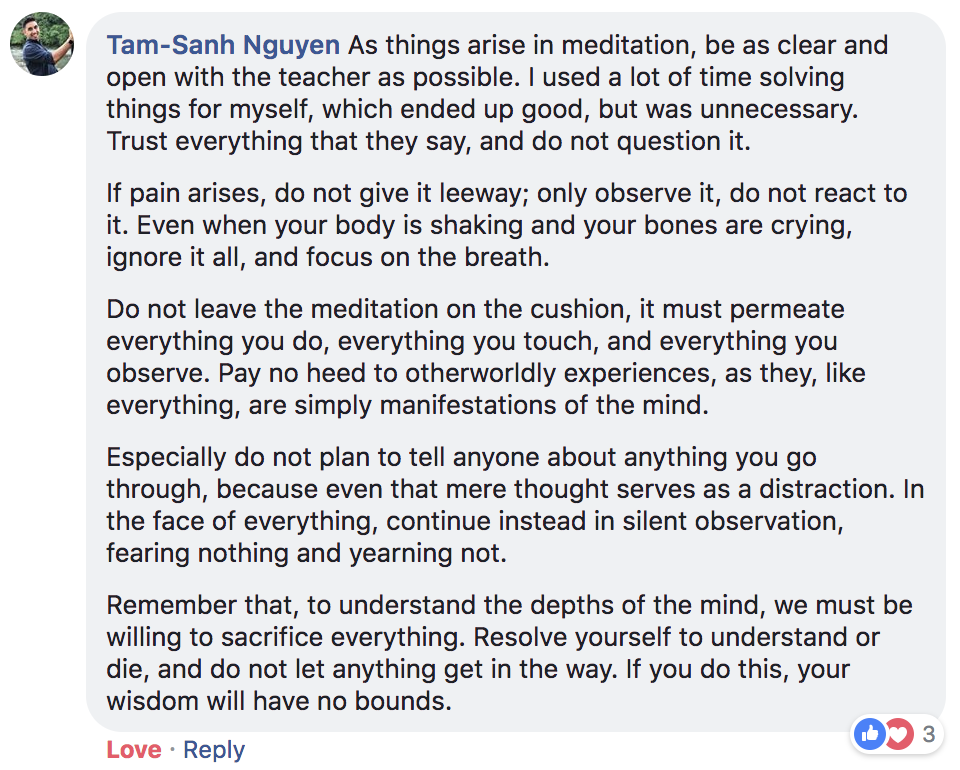 Tam-Sanh Nguyen As things arise in meditation, be as clear and
open with the teacher as possible. I used a lot of time solving
things for myself, which ended up good, but was unnecessary.
Trust everything that they say, and do not question it.
If pain arises, do not give it leeway; only observe it, do not react to
it. Even when your body is shaking and your bones are crying,
ignore it all, and focus on the breath.
Do not leave the meditation on the cushion, it must permeate
everything you do, everything you touch, and everything you
observe. Pay no heed to otherworldly experiences, as they, like
everything, are simply manifestations of the mind.
Especially do not plan to tell anyone about anything you go
through, because even that mere thought serves as a distraction. In
the face of everything, continue instead in silent observation,
fearing nothing and yearning not.
Remember that, to understand the depths of the mind, we must be
willing to sacrifice everything. Resolve yourself to understand or
die, and do not let anything get in the way. If you do this, your
wisdom will have no bounds.
3
Love · Reply